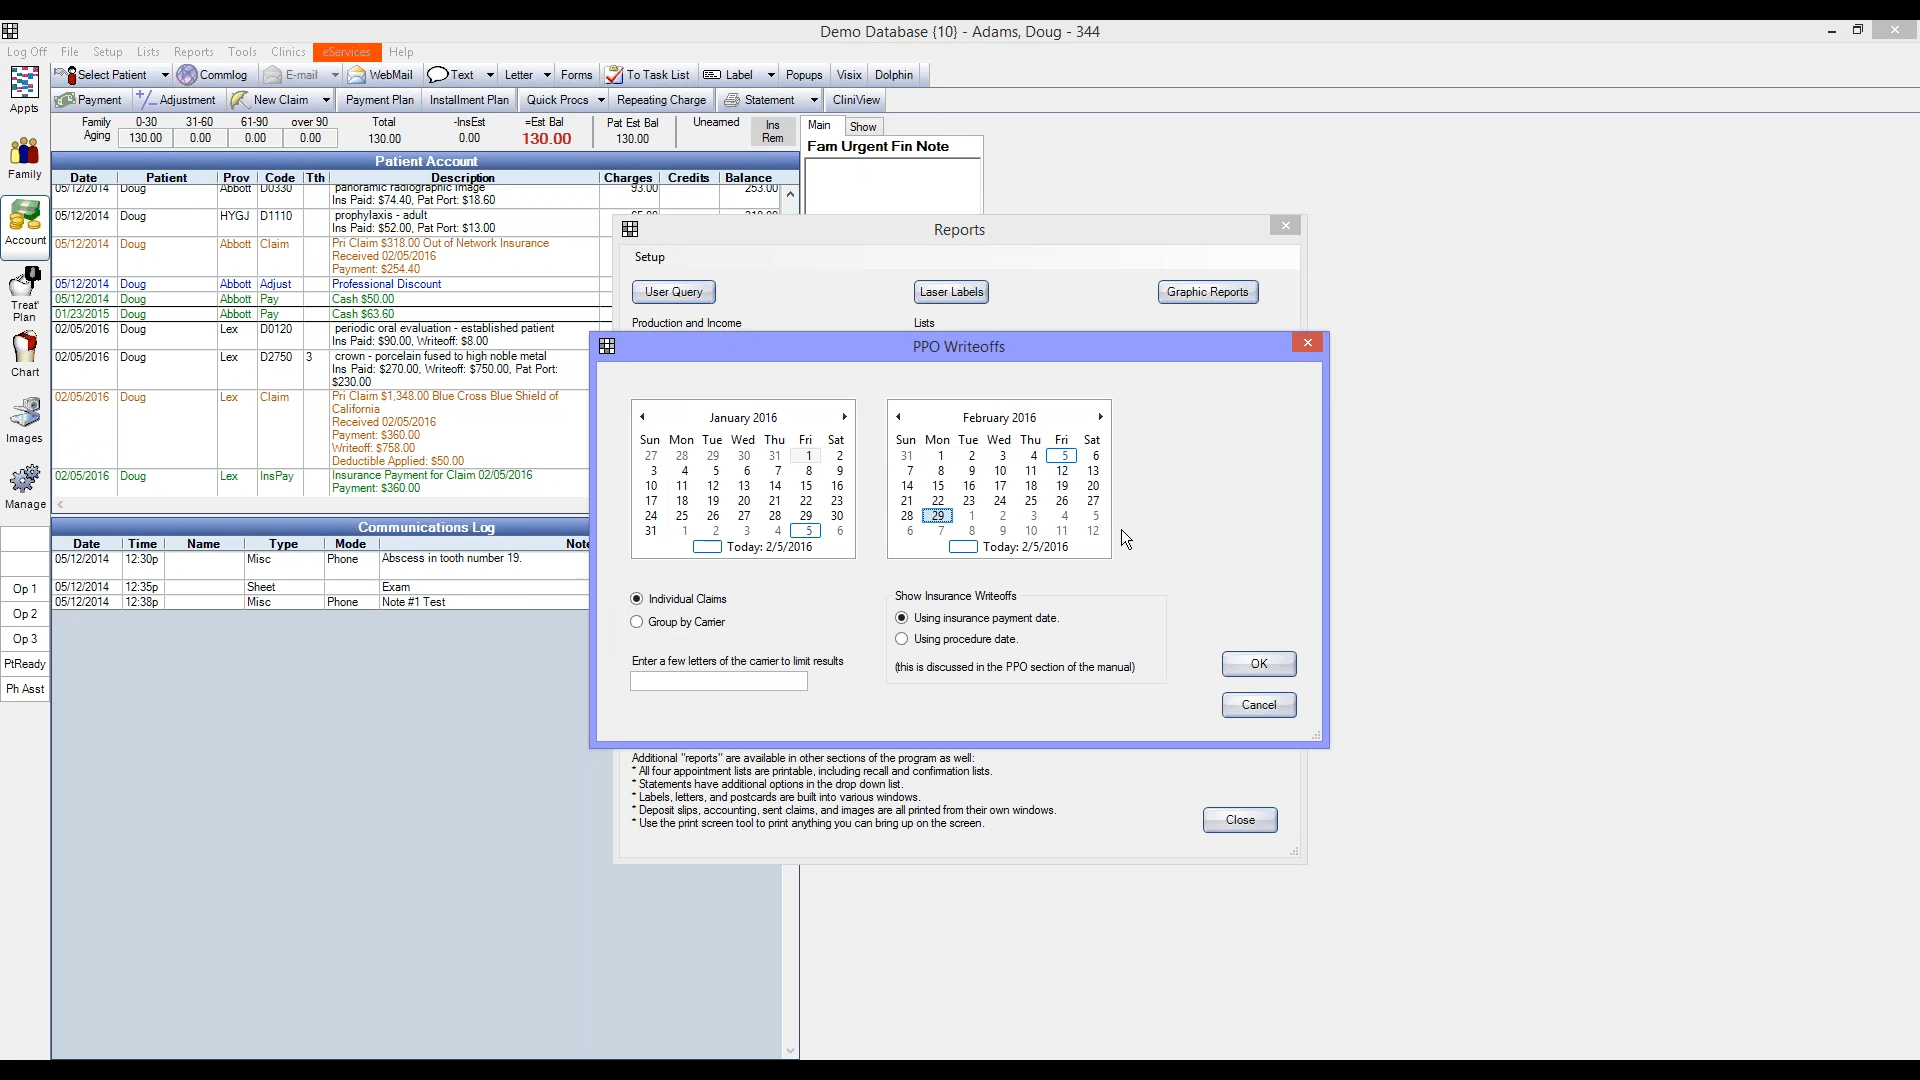 Demo Database {10} - Adams, Doug - 344
Log Off File Setup Lists Reports Tools Clinics eServices Help
Select Patient Commlog E-mail WebMail Text Letter Forms To Task List Label Popups Visix Dolphin
Payment Adjustment New Claim Payment Plan Installment Plan Quick Procs Repeating Charge Statement CliniView
Appts
Family
Account
Treat' Plan
Chart
Images
Manage
Op 1
Op 2
Op 3
PtReady
Ph Asst
Family Aging 0-30 31-60 61-90 over 90 Total -InsEst =Est Bal Pat Est Bal Unearned Ins Rem
130.00 0.00 0.00 0.00 130.00 0.00 130.00 130.00
Main Show
Fam Urgent Fin Note
Patient Account
Date Patient Prov Code Tth Description Charges Credits Balance
05/12/2014 Doug Abbott D0330 panoramic radiographic image 93.00 253.00
Ins Paid: $74.40, Pat Port: $18.60
05/12/2014 Doug HYGJ D1110 prophylaxis - adult
Ins Paid: $52.00, Pat Port: $13.00
05/12/2014 Doug Abbott Claim Pri Claim $318.00 Out of Network Insurance
Received 02/05/2016
Payment: $254.40
05/12/2014 Doug Abbott Adjust Professional Discount
05/12/2014 Doug Abbott Pay Cash $50.00
01/23/2015 Doug Abbott Pay Cash $63.60
02/05/2016 Doug Lex D0120 periodic oral evaluation - established patient
Ins Paid: $90.00, Writeoff: $8.00
02/05/2016 Doug Lex D2750 3 crown - porcelain fused to high noble metal
Ins Paid: $270.00, Writeoff: $750.00, Pat Port:
$230.00
02/05/2016 Doug Lex Claim Pri Claim $1,348.00 Blue Cross Blue Shield of
California
Received 02/05/2016
Payment: $360.00
Writeoff: $758.00
Deductible Applied: $50.00
02/05/2016 Doug Lex InsPay Insurance Payment for Claim 02/05/2016
Payment: $360.00
Communications Log
Date Time Name Type Mode Note
05/12/2014 12:30p Misc Phone Abscess in tooth number 19.
05/12/2014 12:35p Sheet Exam
05/12/2014 12:38p Misc Phone Note #1 Test
Reports
Setup
User Query Laser Labels Graphic Reports
Production and Income Lists
PPO Writeoffs
January 2016
Sun Mon Tue Wed Thu Fri Sat
27 28 29 30 31 1 2
3 4 5 6 7 8 9
10 11 12 13 14 15 16
17 18 19 20 21 22 23
24 25 26 27 28 29 30
31 1 2 3 4 5 6
Today: 2/5/2016
February 2016
Sun Mon Tue Wed Thu Fri Sat
31 1 2 3 4 5 6
7 8 9 10 11 12 13
14 15 16 17 18 19 20
21 22 23 24 25 26 27
28 29 1 2 3 4 5
6 7 8 9 10 11 12
Today: 2/5/2016
Individual Claims
Group by Carrier
Enter a few letters of the carrier to limit results
Show Insurance Writeoffs
Using insurance payment date.
Using procedure date.
(this is discussed in the PPO section of the manual)
OK
Cancel
Additional "reports" are available in other sections of the program as well:
* All four appointment lists are printable, including recall and confirmation lists.
* Statements have additional options in the drop down list.
* Labels, letters, and postcards are built into various windows.
* Deposit slips, accounting, sent claims, and images are all printed from their own windows.
* Use the print screen tool to print anything you can bring up on the screen.
Close